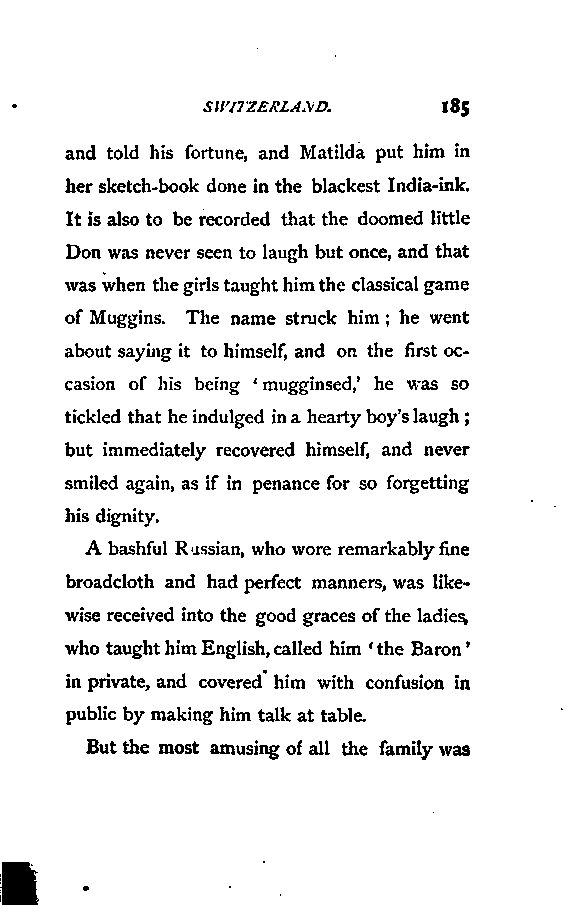 SWITZERLAND. 185
and told his fortune, and Matilda put him in
her sketch-book done in the blackest India-ink.
It is also to be recorded that the doomed little
Don was never seen to laugh but once, and that
was when the girls taught him the classical game
of Muggins. The name struck him ; he went
about saying it to himself, and on the first oc-
casion of his being ‘ mugginsed,’ he was so
tickled that he indulged in a hearty boy's laugh ;
but immediately recovered himself, and never
smiled again, as if in penance for so forgetting
his dignity.
A bashful Russian, who wore remarkably fine
broadcloth and had perfect manners, was like-
wise received into the good graces of the ladies,
who taught him English, called him ‘ the Baron ’
in private, and covered him with confusion in
public by making him talk at table.
But the most amusing of all the family was